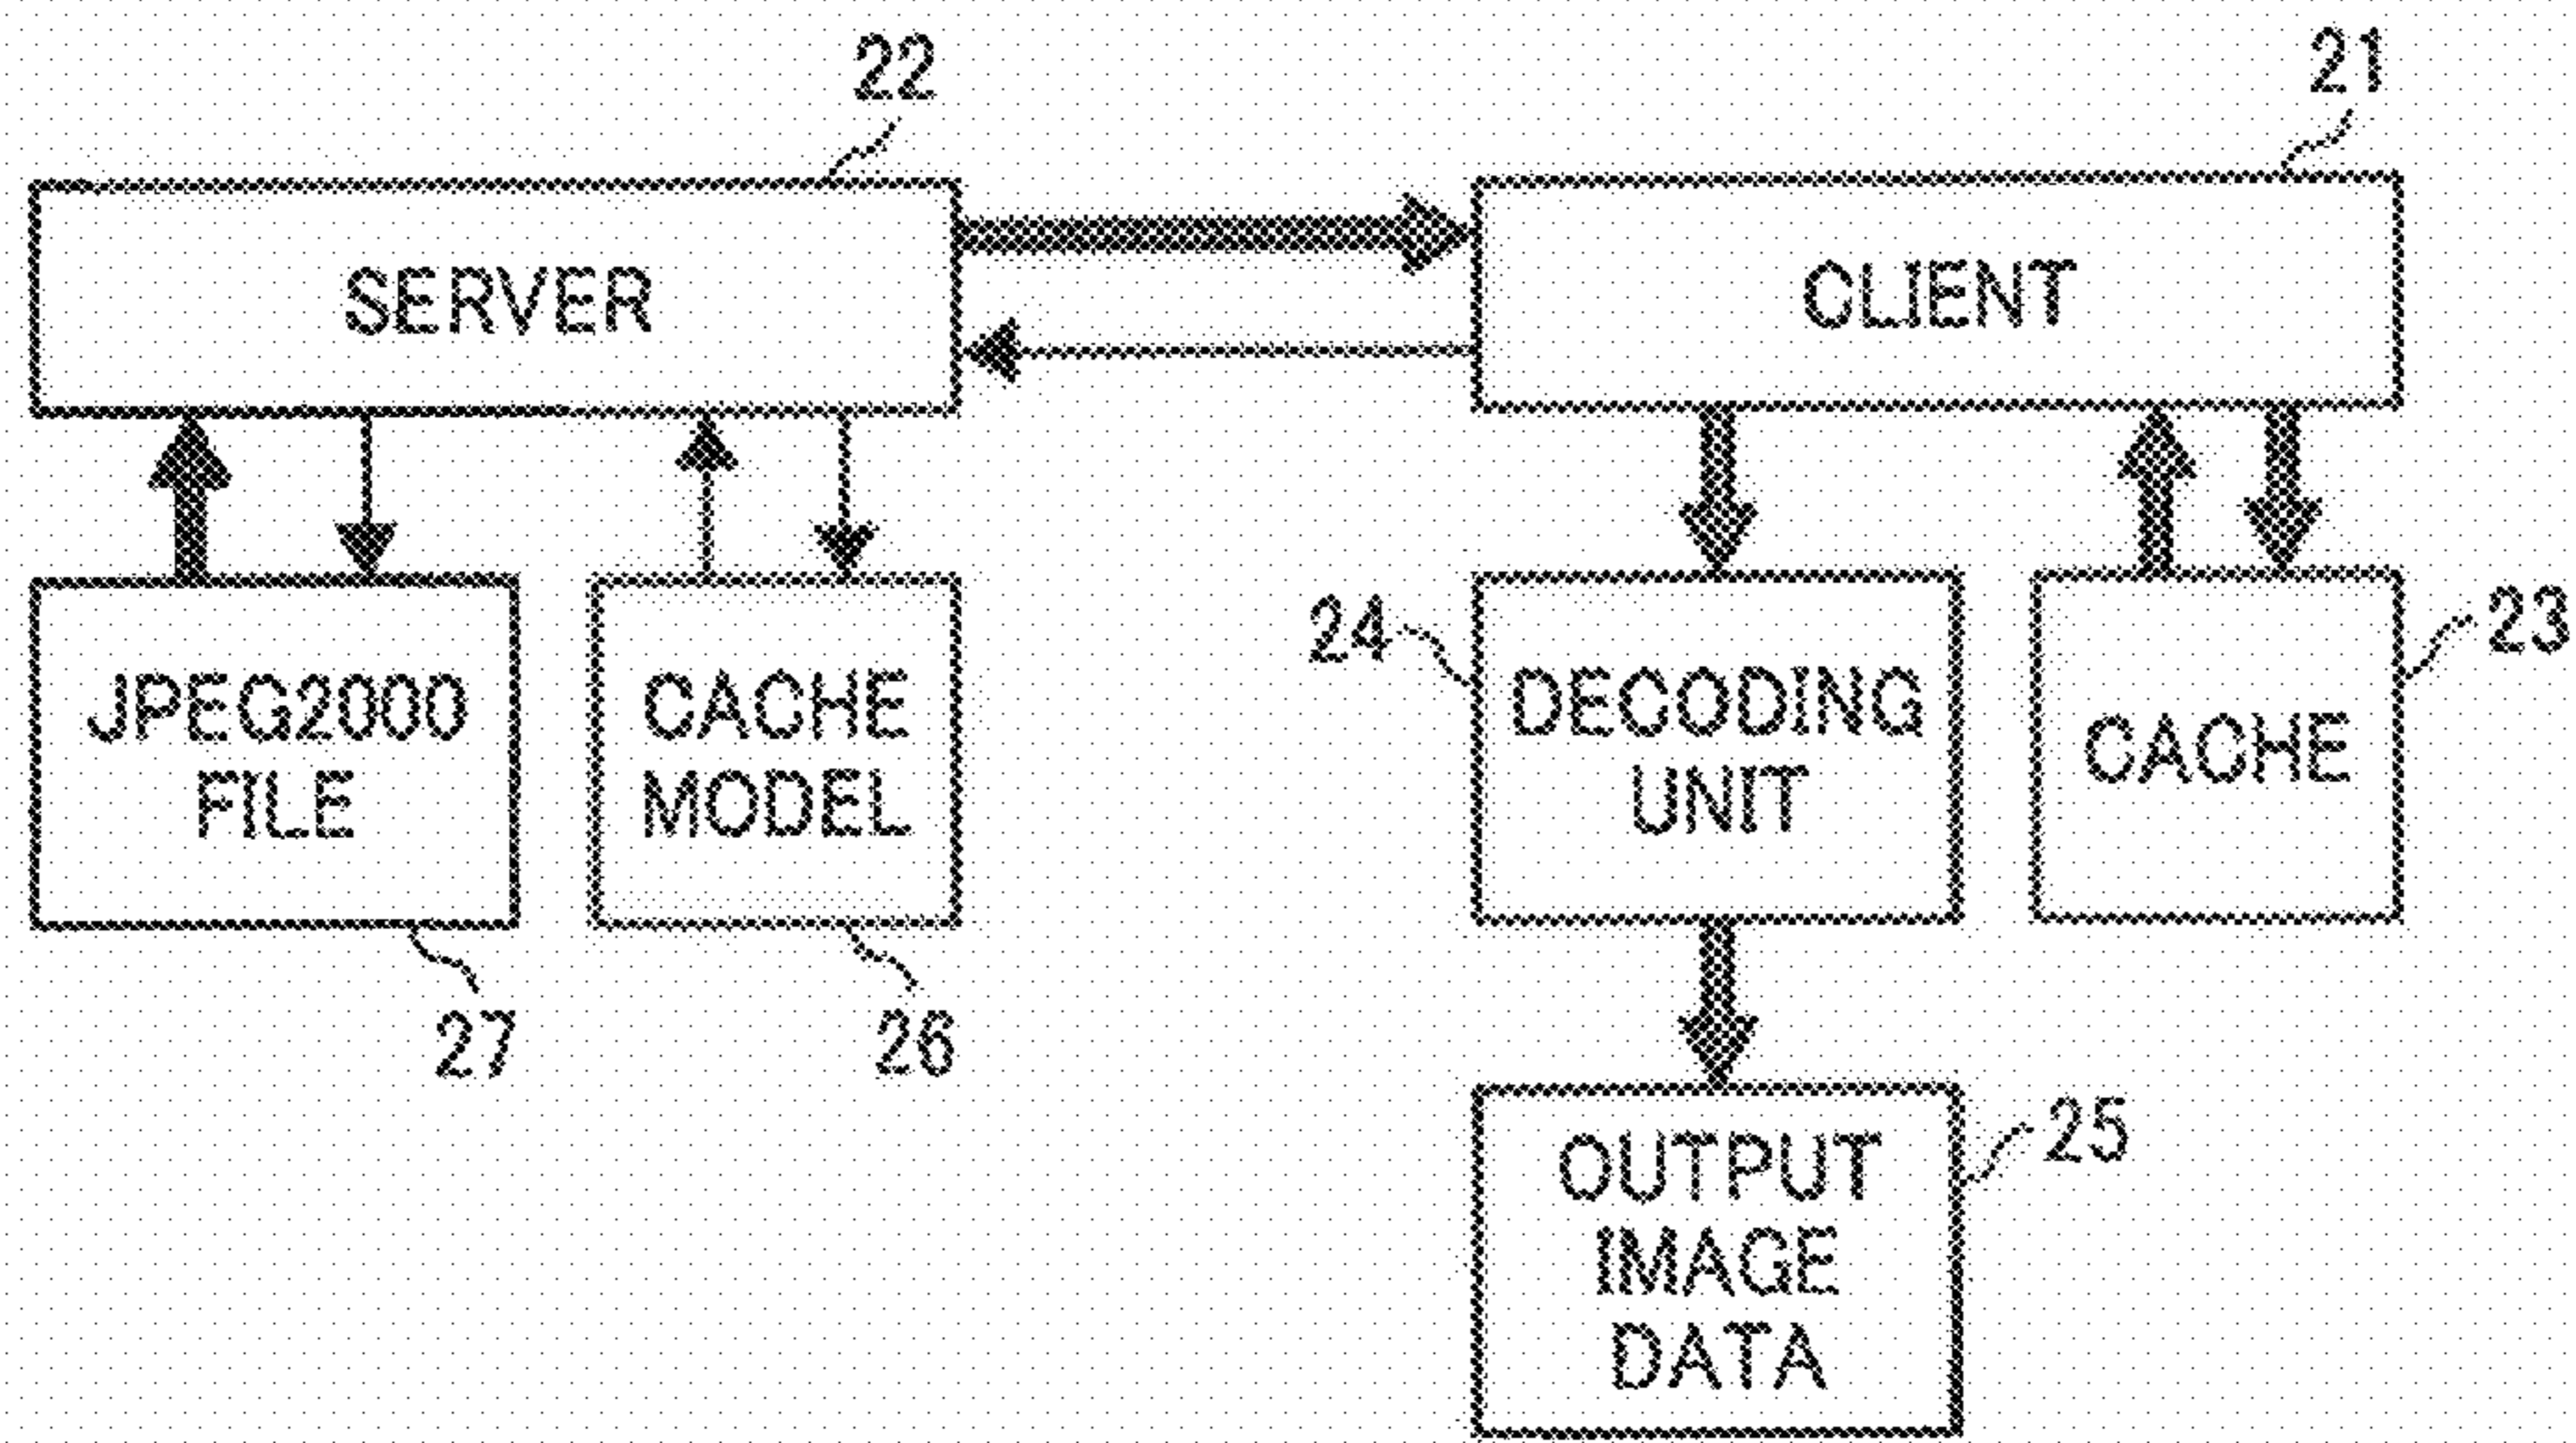 22
21
SERVER
CLIENT
JPEG2000
FILE
CACHE
MODEL
24
DECODING
UNIT
CACHE
23
27
26
OUTPUT
IMAGE
DATA
25